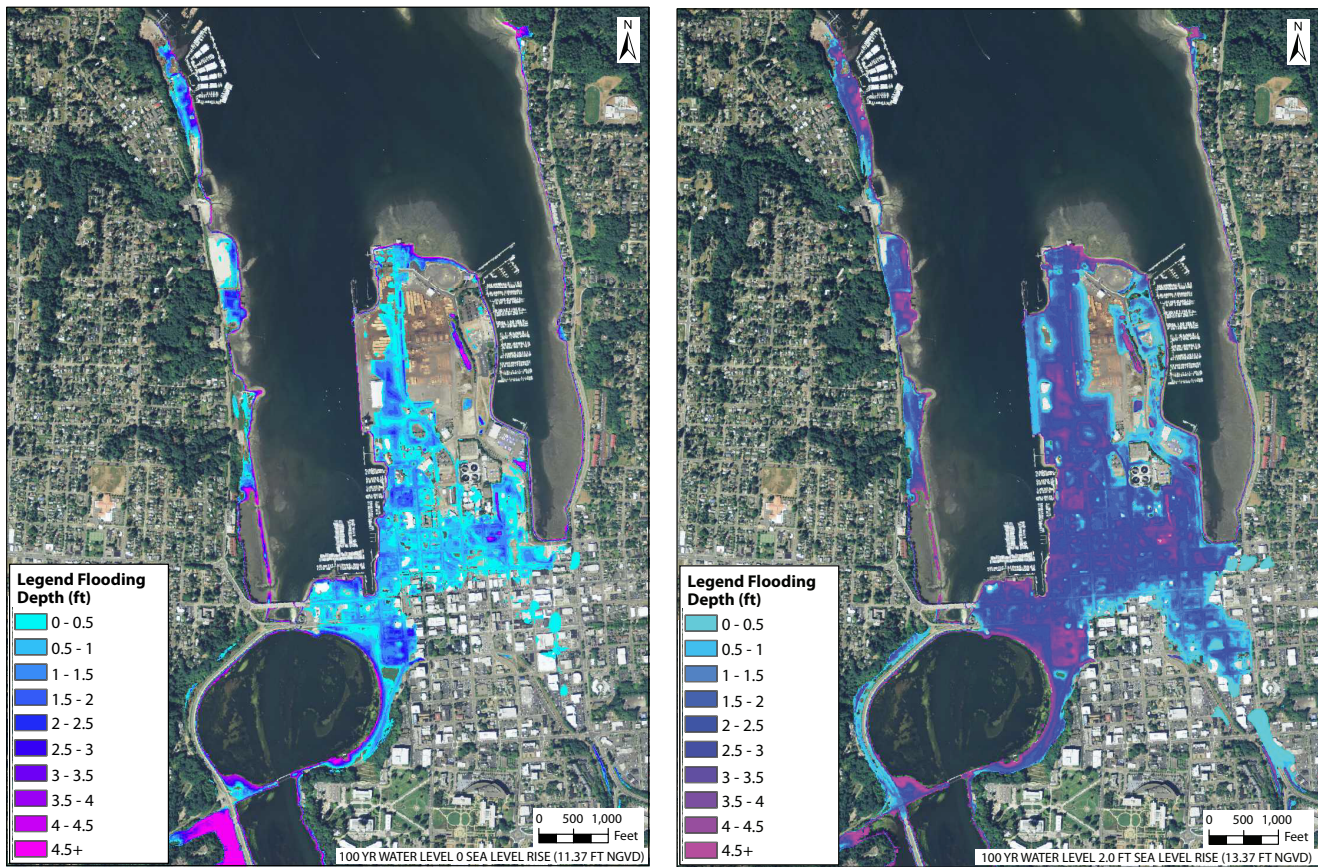 N
Legend Flooding
Depth (ft)
0 - 0.5
0.5 - 1
1 - 1.5
1.5 - 2
2 - 2.5
2.5 - 3
3 - 3.5
3.5 - 4
4 - 4.5
4.5+
0 500 1,000
Feet
100 YR WATER LEVEL 0 SEA LEVEL RISE (11.37 FT NGVD)
N
Legend Flooding
Depth (ft)
0 - 0.5
0.5 - 1
1 - 1.5
1.5 - 2
2 - 2.5
2.5 - 3
3 - 3.5
3.5 - 4
4 - 4.5
4.5+
0 500 1,000
Feet
100 YR WATER LEVEL 2.0 FT SEA LEVEL RISE (13.37 FT NGVD)